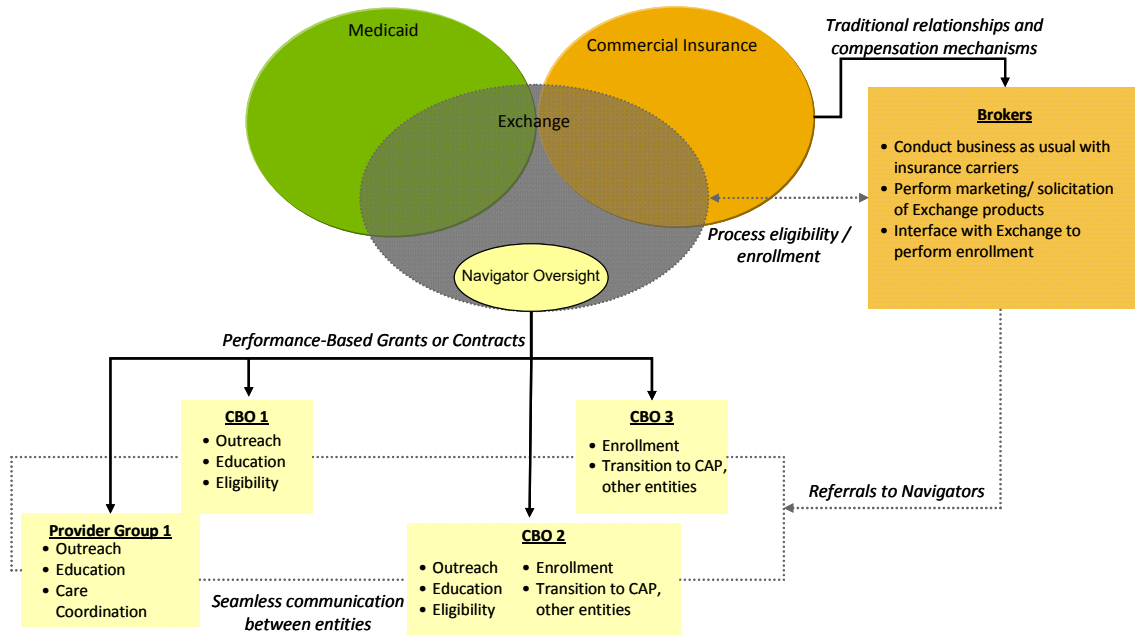 Medicaid
Commercial Insurance
Traditional relationships and
compensation mechanisms
Exchange
Brokers
• Conduct business as usual with
insurance carriers
• Perform marketing/ solicitation
of Exchange products
• Interface with Exchange to
perform enrollment
Process eligibility /
enrollment
Navigator Oversight
Performance-Based Grants or Contracts
CBO 1
• Outreach
• Education
• Eligibility
CBO 3
• Enrollment
• Transition to CAP,
other entities
Referrals to Navigators
Provider Group 1
• Outreach
• Education
• Care
Coordination
CBO 2
• Outreach
• Education
• Eligibility
• Enrollment
• Transition to CAP,
other entities
Seamless communication
between entities